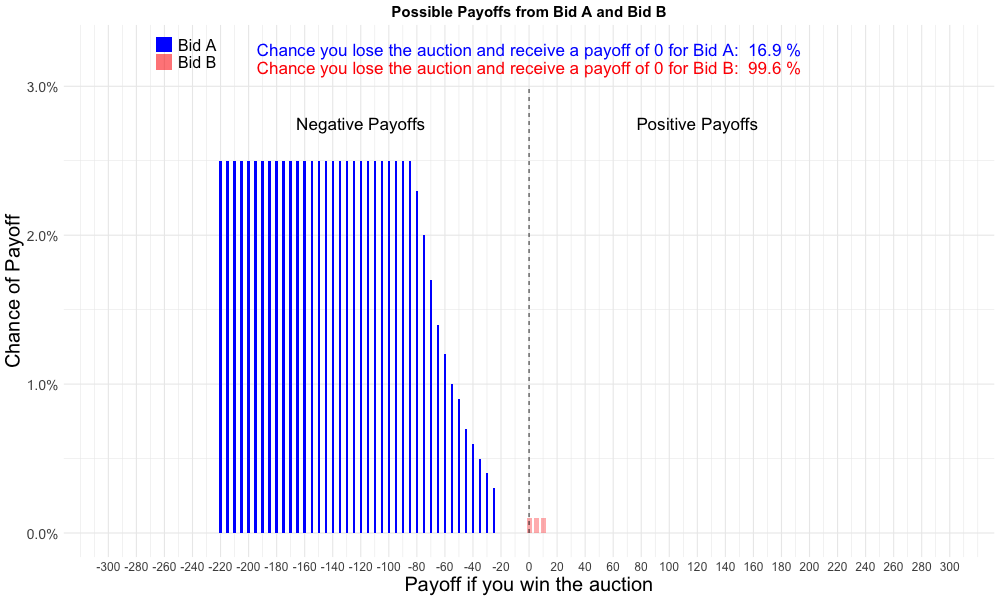 Possible Payoffs from Bid A and Bid B
Bid A
Bid B
Chance you lose the auction and receive a payoff of 0 for Bid A:  16.9 %
Chance you lose the auction and receive a payoff of 0 for Bid B:  99.6 %
Negative Payoffs
Positive Payoffs
Chance of Payoff
3.0%
2.0%
1.0%
0.0%
-300 -280 -260 -240 -220 -200 -180 -160 -140 -120 -100 -80 -60 -40 -20 0 20 40 60 80 100 120 140 160 180 200 220 240 260 280 300
Payoff if you win the auction